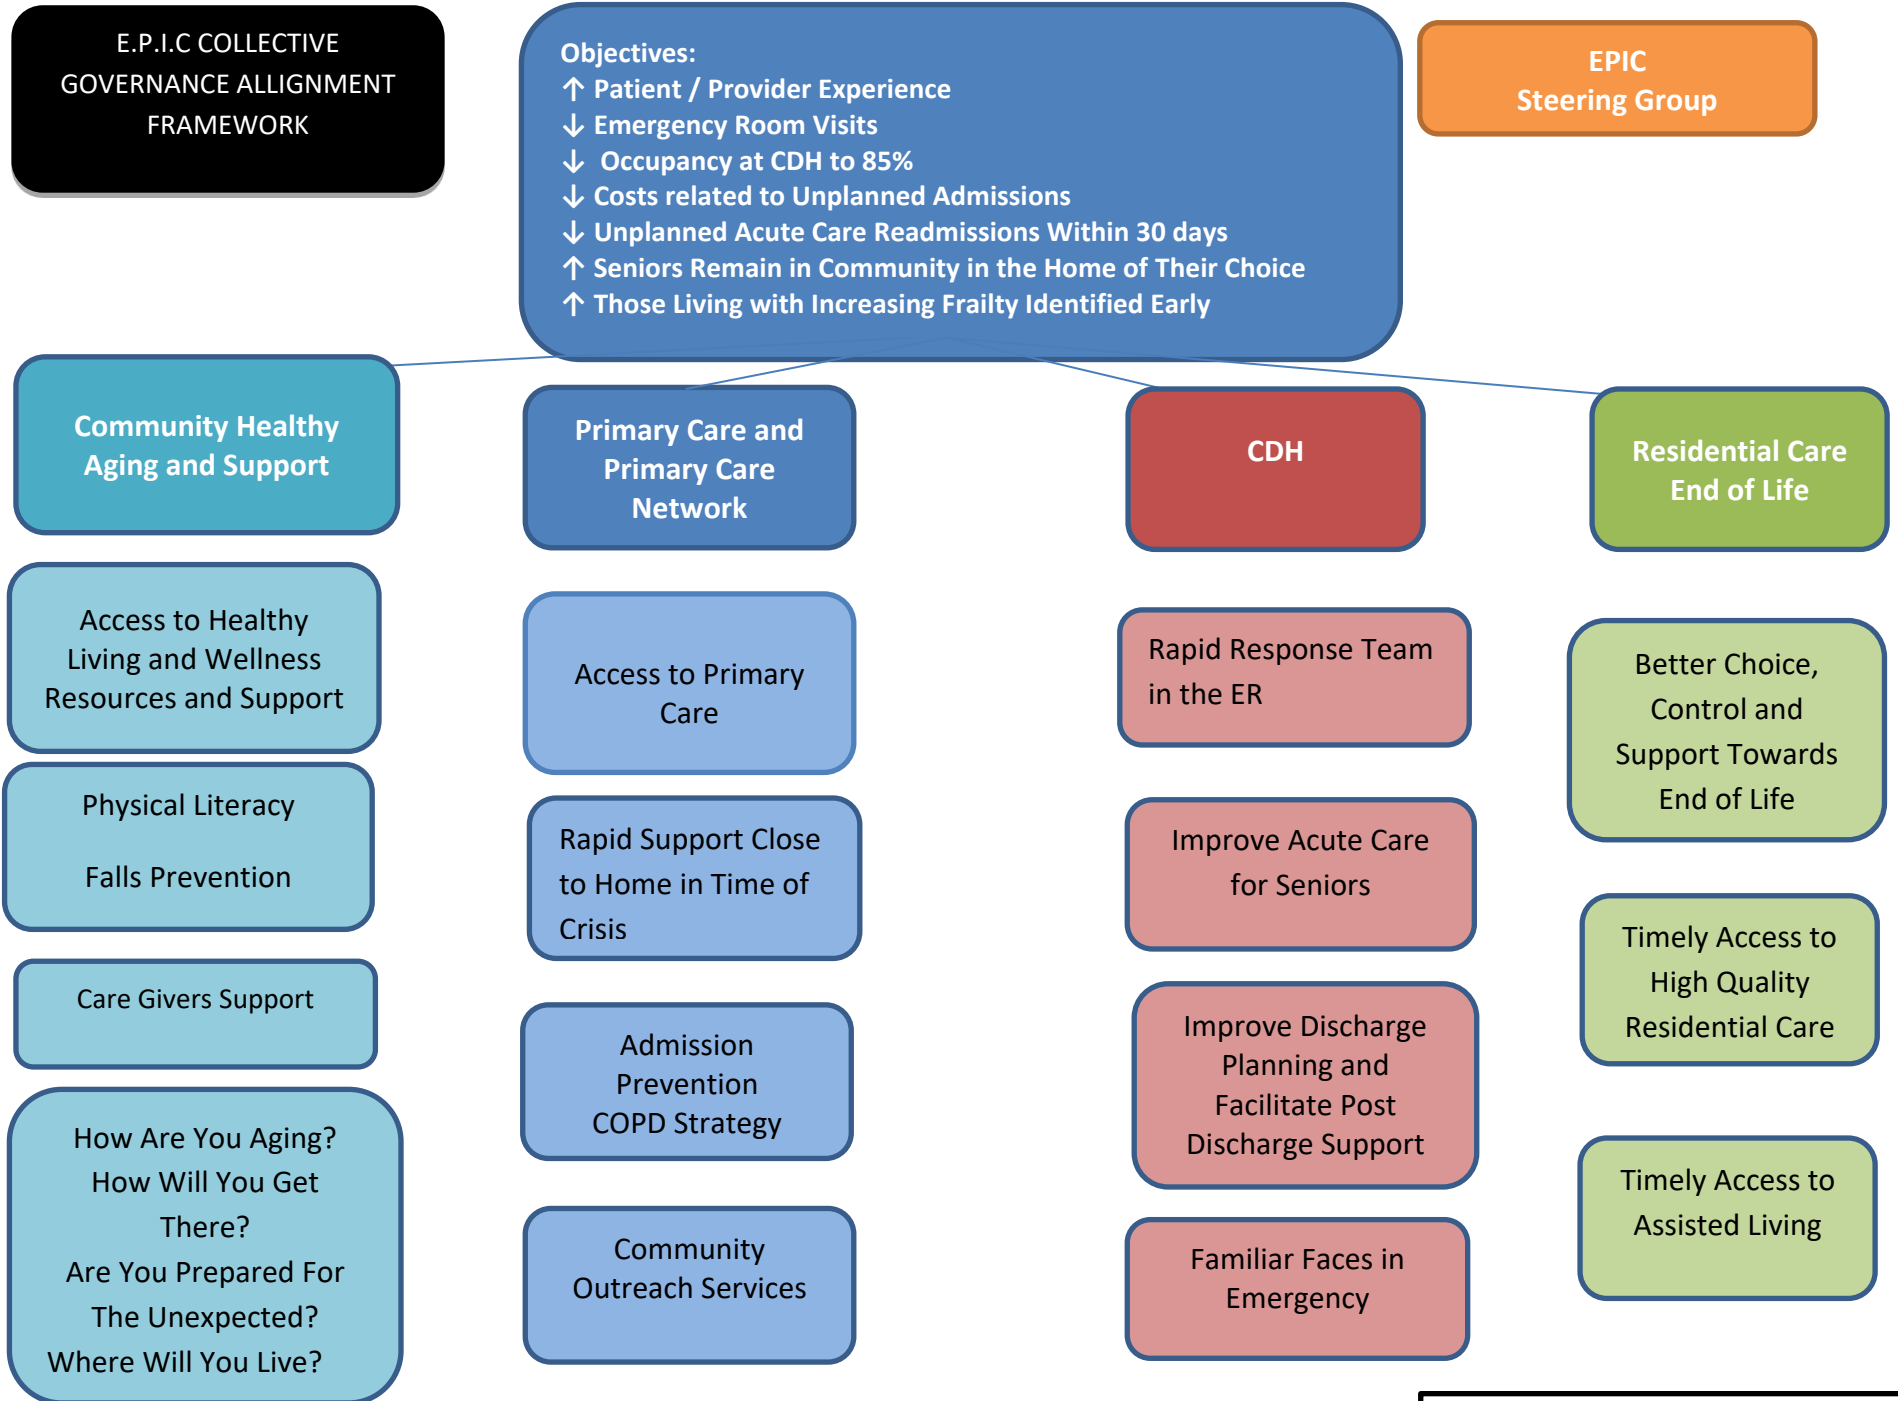 E.P.I.C COLLECTIVE
GOVERNANCE ALLIGNMENT
FRAMEWORK
Objectives:
↑ Patient / Provider Experience
↓ Emergency Room Visits
↓ Occupancy at CDH to 85%
↓ Costs related to Unplanned Admissions
↓ Unplanned Acute Care Readmissions Within 30 days
↑ Seniors Remain in Community in the Home of Their Choice
↑ Those Living with Increasing Frailty Identified Early
EPIC
Steering Group
Community Healthy
Aging and Support
Access to Healthy
Living and Wellness
Resources and Support
Physical Literacy
Falls Prevention
Care Givers Support
How Are You Aging?
How Will You Get
There?
Are You Prepared For
The Unexpected?
Where Will You Live?
Primary Care and
Primary Care
Network
Access to Primary
Care
Rapid Support Close
to Home in Time of
Crisis
Admission
Prevention
COPD Strategy
Community
Outreach Services
CDH
Rapid Response Team
in the ER
Improve Acute Care
for Seniors
Improve Discharge
Planning and
Facilitate Post
Discharge Support
Familiar Faces in
Emergency
Residential Care
End of Life
Better Choice,
Control and
Support Towards
End of Life
Timely Access to
High Quality
Residential Care
Timely Access to
Assisted Living